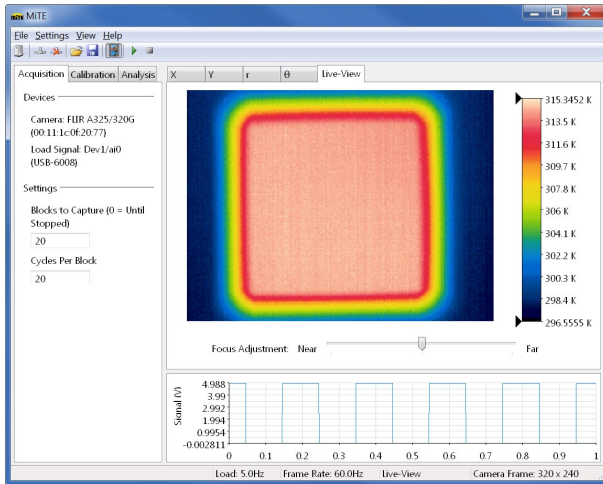 MiTE MiTE
File Settings View Help
Acquisition Calibration Analysis X Y r θ Live-View
Devices
Camera: FLIR A325/320G
(00:11:1c:0f:20:77)
Load Signal: Dev1/ai0
(USB-6008)
Settings
Blocks to Capture (0 = Until
Stopped)
20
Cycles Per Block
20
315.3452 K
313.5 K
311.6 K
309.7 K
307.8 K
306 K
304.1 K
302.2 K
300.3 K
298.4 K
296.5555 K
Focus Adjustment: Near Far
Signal (V)
4.988
3.99
2.992
1.994
0.9954
-0.002811
0 0.1 0.2 0.3 0.4 0.5 0.6 0.7 0.8 0.9 1
Load: 5.0Hz Frame Rate: 60.0Hz Live-View Camera Frame: 320 x 240